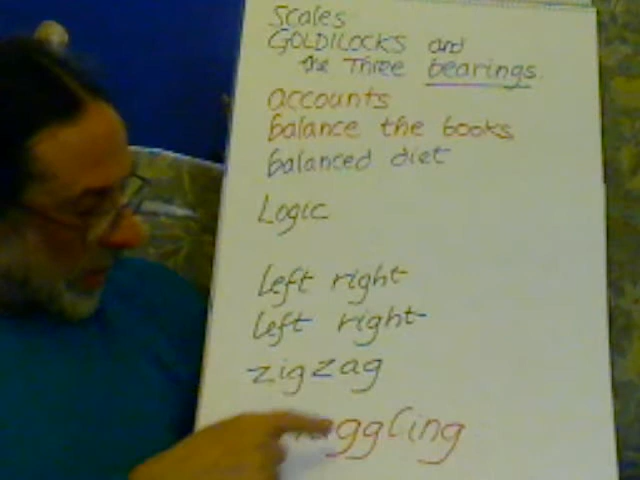 Scales
GOLDILOCKS and
the Three bearings.
accounts
balance the books
balanced diet
Logic
left right
left right
zigzag